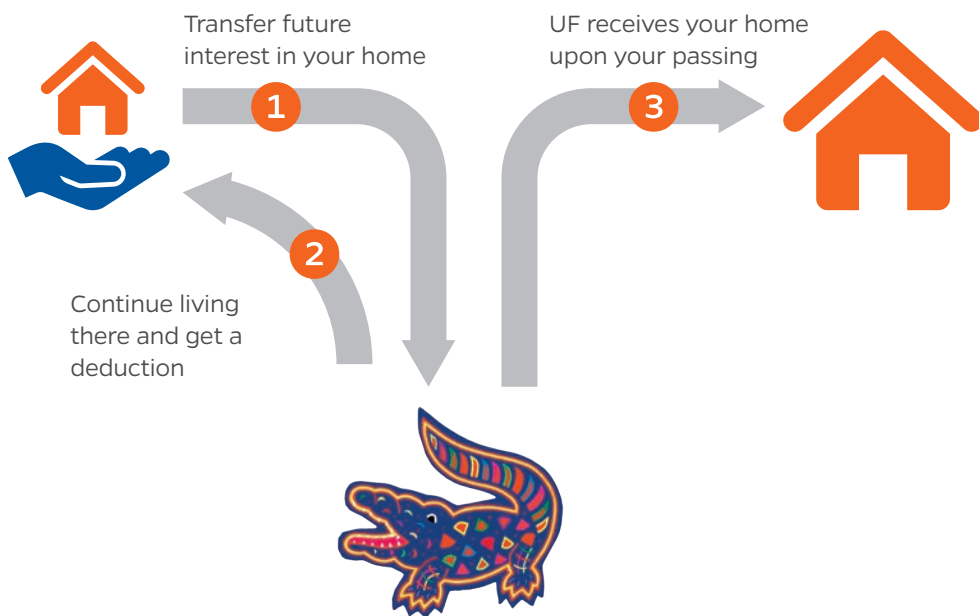 Transfer future
interest in your home
1
UF receives your home
upon your passing
3
2
Continue living
there and get a
deduction